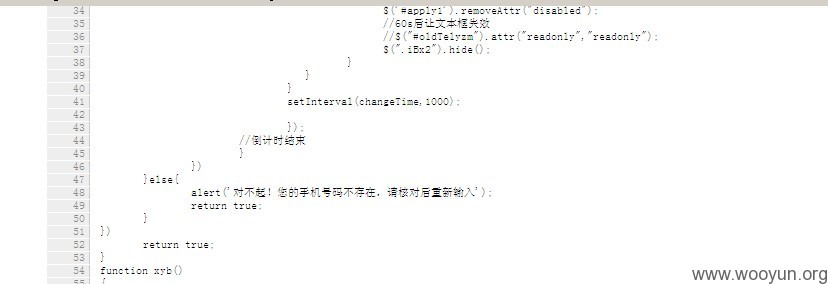 34 $('#apply1').removeAttr("disabled");
35 //60s后让文本框失效
36 //$("#oldTelyzm").attr("readonly","readonly");
37 $(".iBx2").hide();
38 }
39 }
40 }
41 setInterval(changeTime,1000);
42
43 });
44 //倒计时结束
45 }
46 })
47 }else{
48 alert('对不起！您的手机号码不存在，请核对后重新输入');
49 return true;
50 }
51 })
52 return true;
53 }
54 function xyb()
55 {
www.wooyun.org